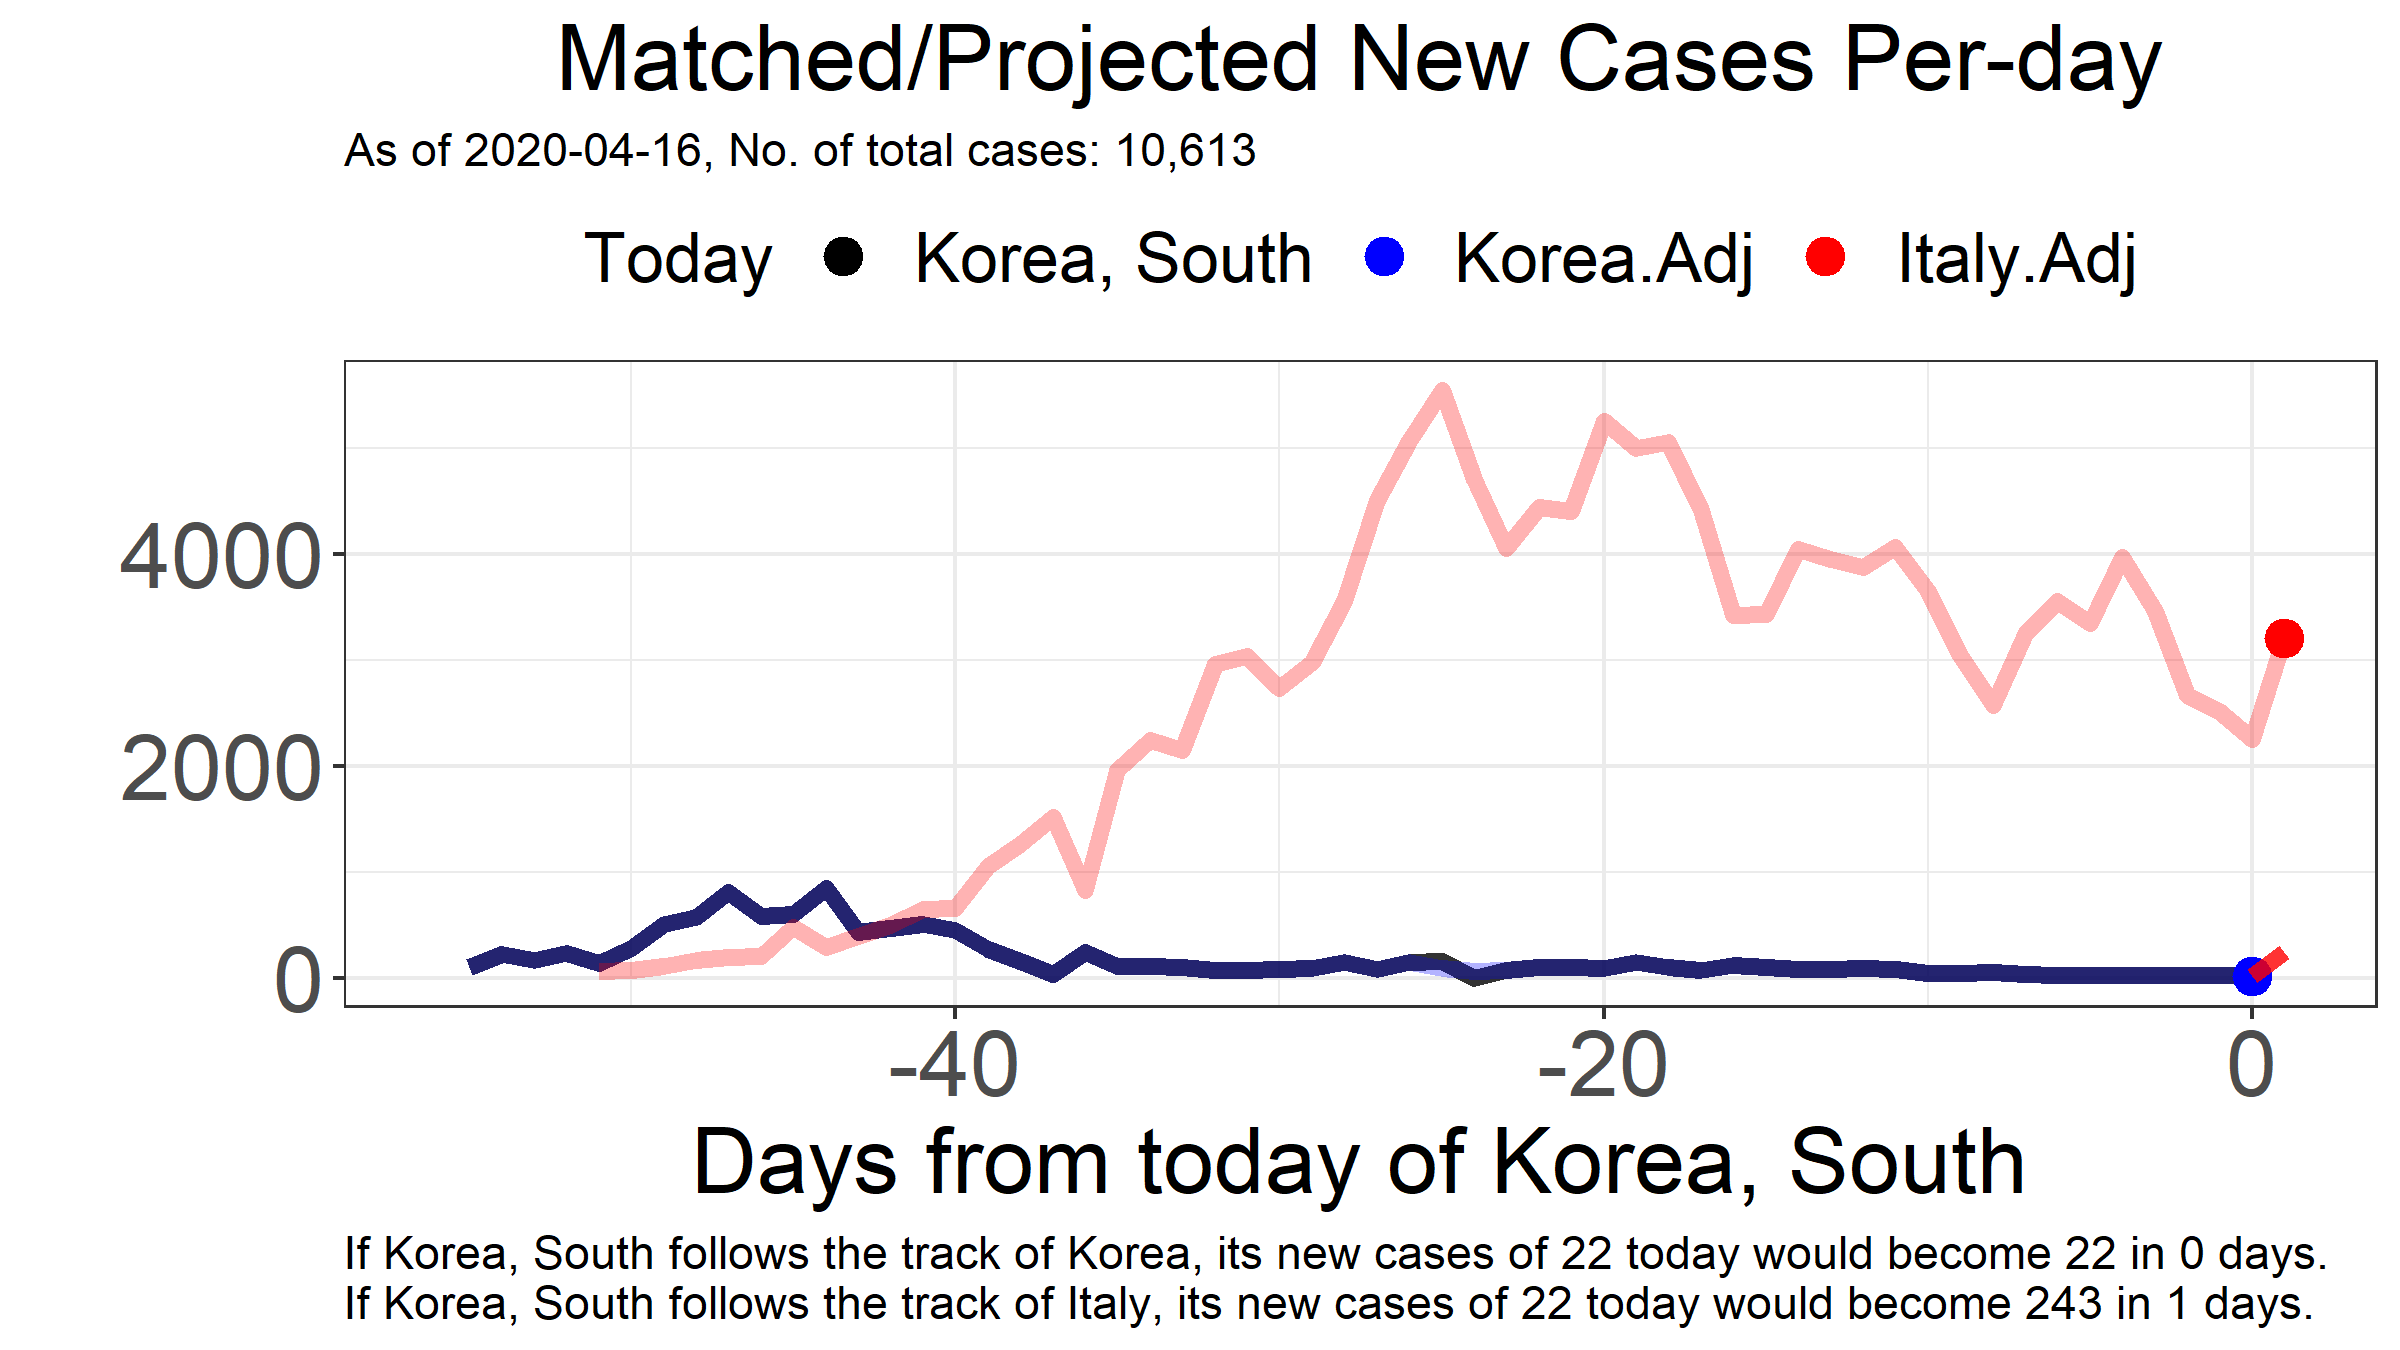 Matched/Projected New Cases Per-day
As of 2020-04-16, No. of total cases: 10,613
Today Korea, South Korea.Adj Italy.Adj
4000
2000
0
-40 -20 0
Days from today of Korea, South
If Korea, South follows the track of Korea, its new cases of 22 today would become 22 in 0 days.
If Korea, South follows the track of Italy, its new cases of 22 today would become 243 in 1 days.